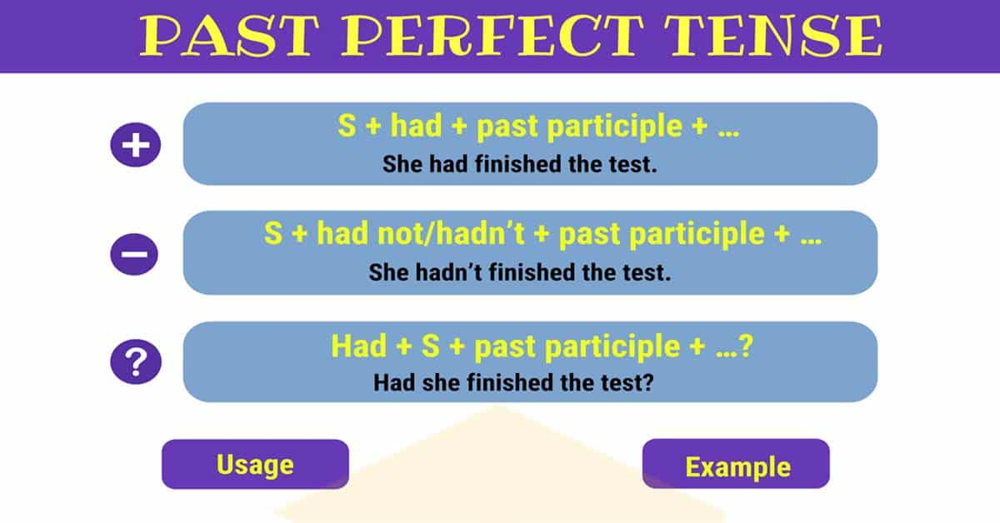 PAST PERFECT TENSE
+
S + had + past participle + ...
She had finished the test.
−
S + had not/hadn’t + past participle + ...
She hadn’t finished the test.
?
Had + S + past participle + ...?
Had she finished the test?
Usage
Example